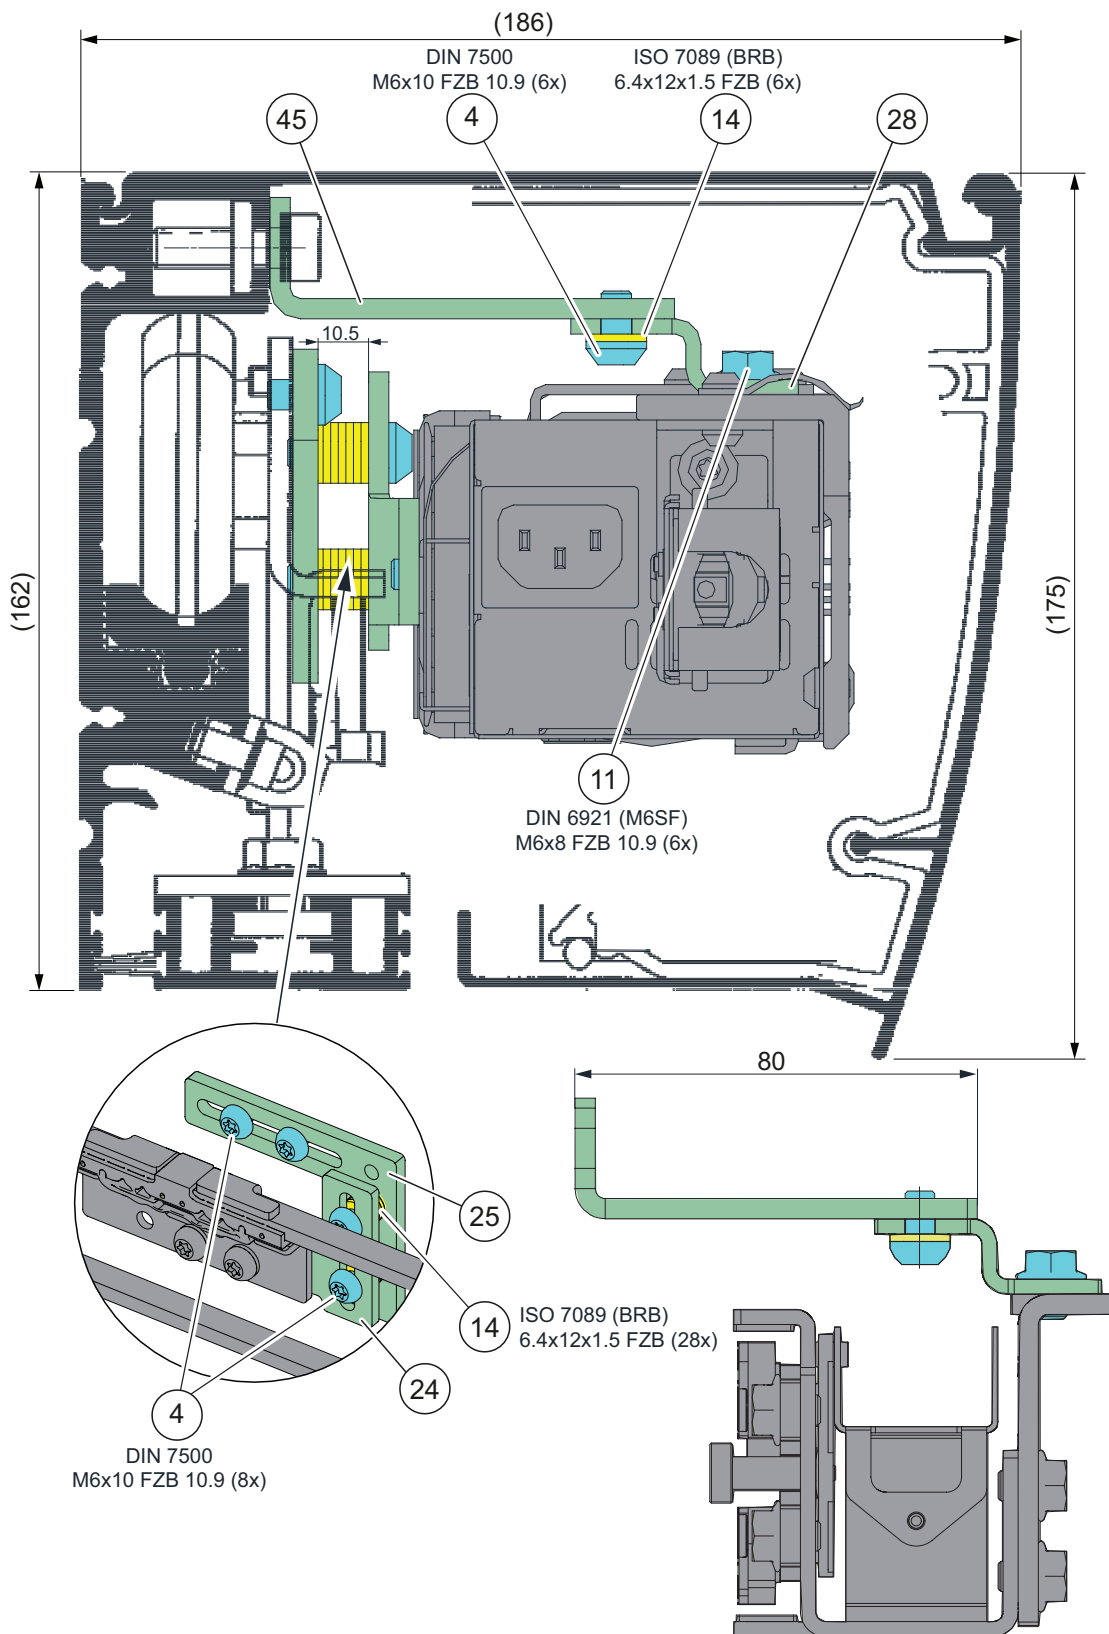 (186)
DIN 7500
M6x10 FZB 10.9 (6x)
ISO 7089 (BRB)
6.4x12x1.5 FZB (6x)
45
4
14
28
10.5
(162)
(175)
11
DIN 6921 (M6SF)
M6x8 FZB 10.9 (6x)
80
25
14
ISO 7089 (BRB)
6.4x12x1.5 FZB (28x)
24
4
DIN 7500
M6x10 FZB 10.9 (8x)